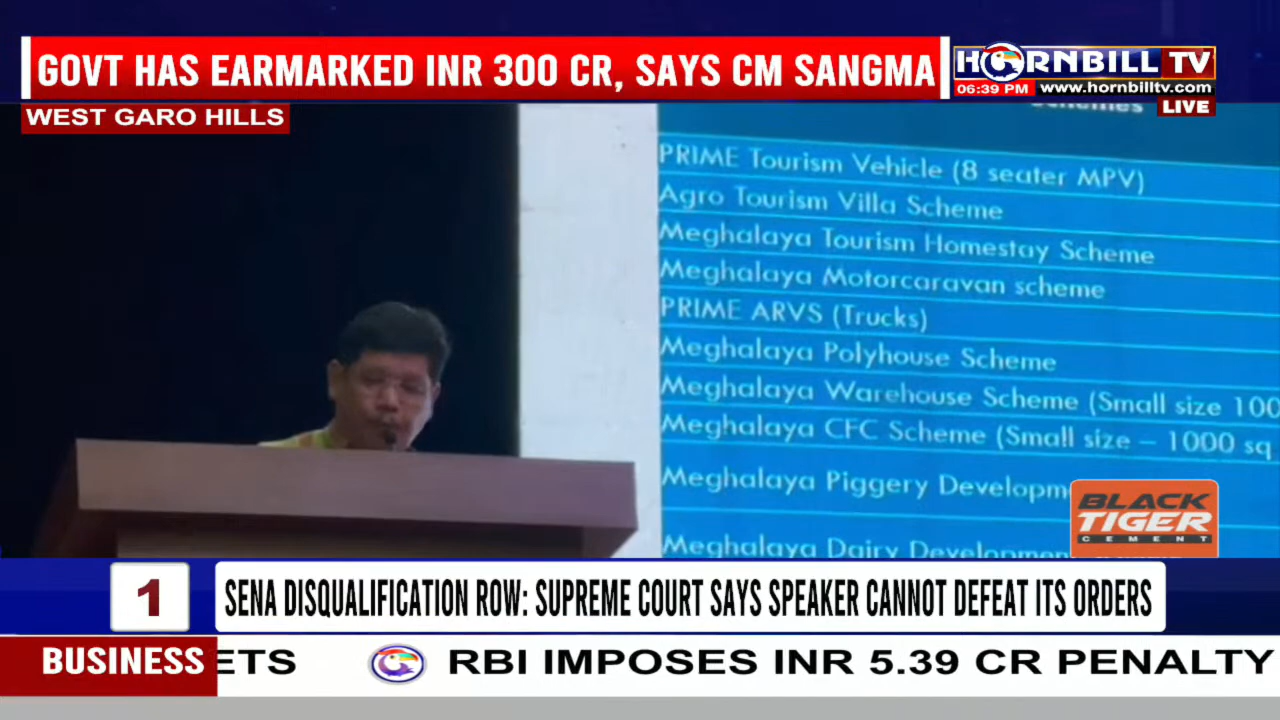 GOVT HAS EARMARKED INR 300 CR, SAYS CM SANGMA
HORNBILL TV
06:39 PM
www.hornbilltv.com
WEST GARO HILLS
LIVE
Schemes
PRIME Tourism Vehicle (8 seater MPV)
Agro Tourism Villa Scheme
Meghalaya Tourism Homestay Scheme
Meghalaya Motorcaravan scheme
PRIME ARVS (Trucks)
Meghalaya Polyhouse Scheme
Meghalaya Warehouse Scheme (Small size 100
Meghalaya CFC Scheme (Small size – 1000 sq
Meghalaya Piggery Developm
Meghalaya Dairy Developmen
BLACK
TIGER
CEMENT
1
SENA DISQUALIFICATION ROW: SUPREME COURT SAYS SPEAKER CANNOT DEFEAT ITS ORDERS
BUSINESS
ETS
RBI IMPOSES INR 5.39 CR PENALTY